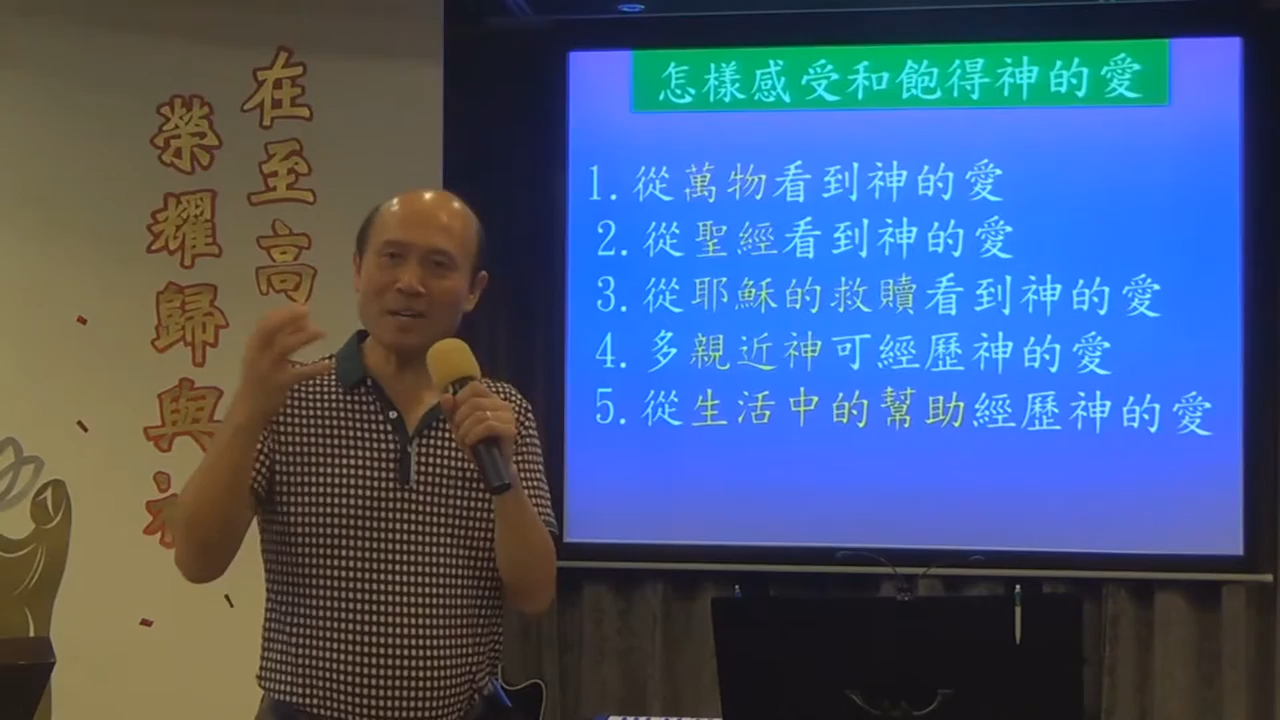 在至高
榮耀歸與神
怎樣感受和飽得神的愛
1.從萬物看到神的愛
2.從聖經看到神的愛
3.從耶穌的救贖看到神的愛
4.多親近神可經歷神的愛
5.從生活中的幫助經歷神的愛